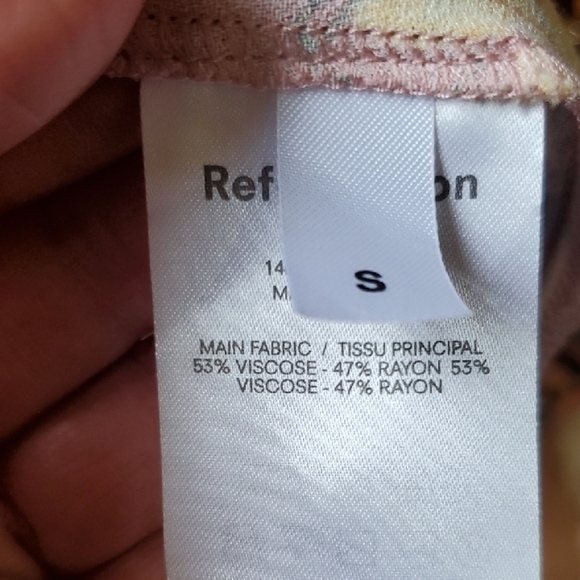 S
MAIN FABRIC / TISSU PRINCIPAL
53% VISCOSE - 47% RAYON 53%
VISCOSE - 47% RAYON